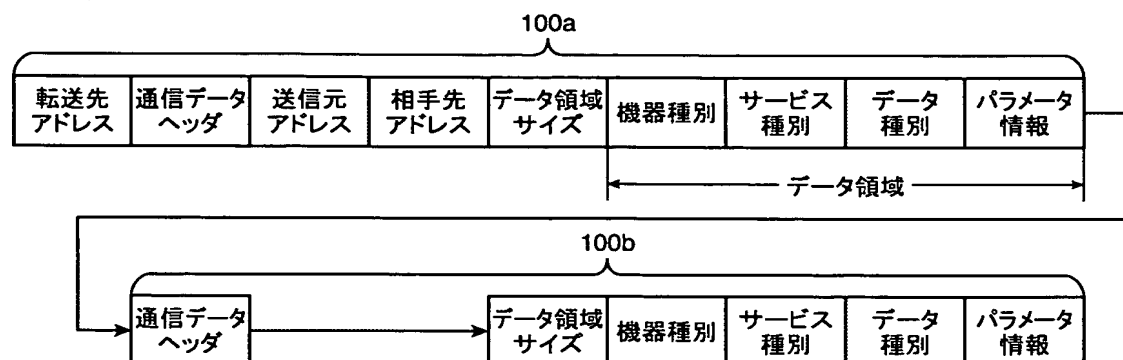 100a
転送先
アドレス
通信データ
ヘッダ
送信元
アドレス
相手先
アドレス
データ領域
サイズ
機器種別
サービス
種別
データ
種別
パラメータ
情報
データ領域
100b
通信データ
ヘッダ
データ領域
サイズ
機器種別
サービス
種別
データ
種別
パラメータ
情報